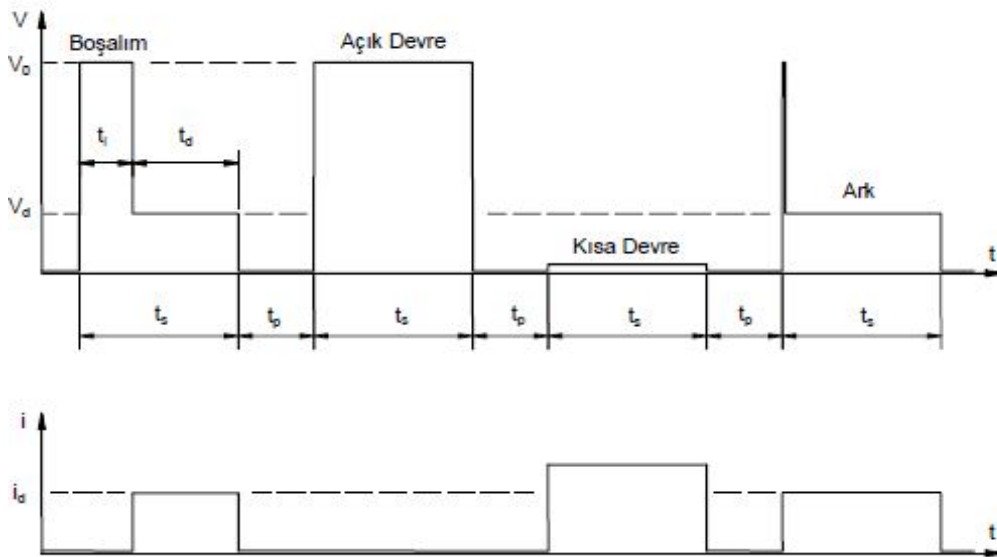 V
Boşalım
Açık Devre
V₀
tᵢ
t_d
V_d
Ark
Kısa Devre
t
tₛ
tₚ
tₛ
tₚ
tₛ
tₚ
tₛ
i
i_d
t